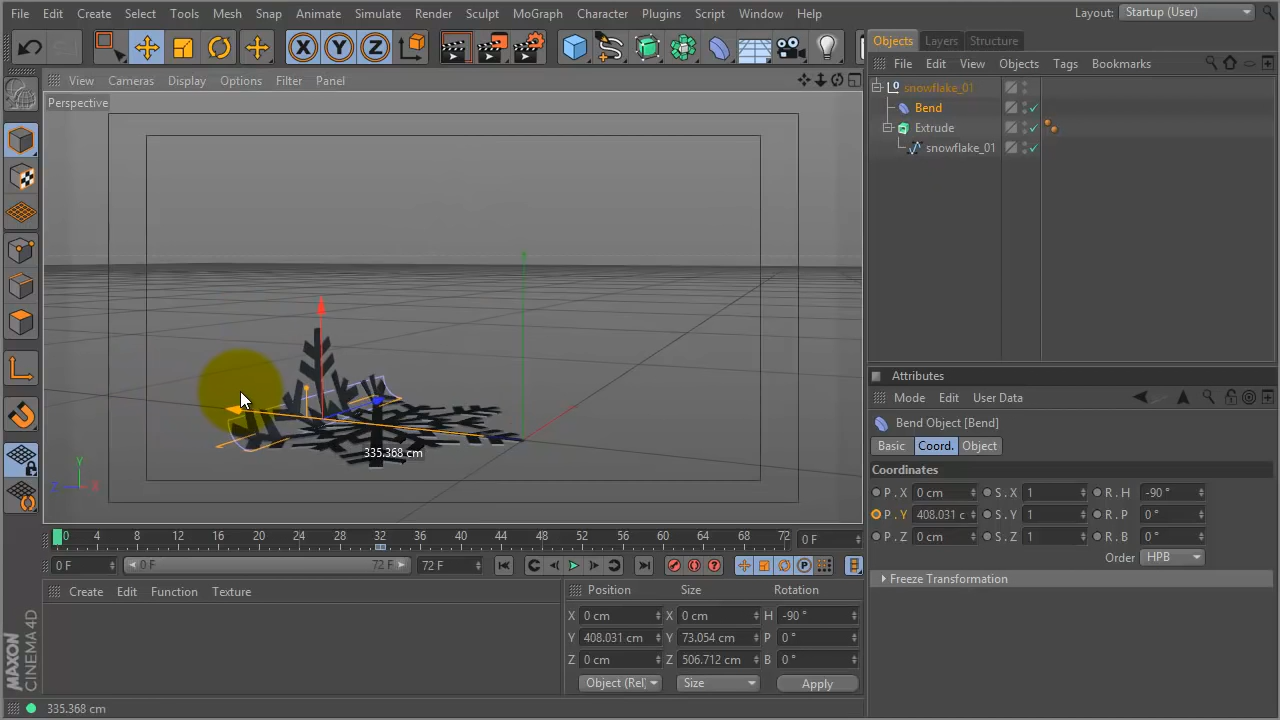 File Edit Create Select Tools Mesh Snap Animate Simulate Render Sculpt MoGraph Character Plugins Script Window Help Layout: Startup (User)
X Y Z
Objects Layers Structure
View Cameras Display Options Filter Panel
File Edit View Objects Tags Bookmarks
Perspective
snowflake_01
Bend
Extrude
snowflake_01
335.368 cm
Y
Z X
Attributes
Mode Edit User Data
Bend Object [Bend]
Basic Coord. Object
Coordinates
P . X 0 cm S . X 1 R . H -90 °
P . Y 408.031 c S . Y 1 R . P 0 °
P . Z 0 cm S . Z 1 R . B 0 °
Order HPB
Freeze Transformation
0 4 8 12 16 20 24 28 32 36 40 44 48 52 56 60 64 68 72 0 F
0 F 0 F 72 F 72 F
Create Edit Function Texture
Position Size Rotation
X 0 cm X 0 cm H -90 °
Y 408.031 cm Y 73.054 cm P 0 °
Z 0 cm Z 506.712 cm B 0 °
Object (Rel) Size Apply
MAXON
CINEMA 4D
335.368 cm